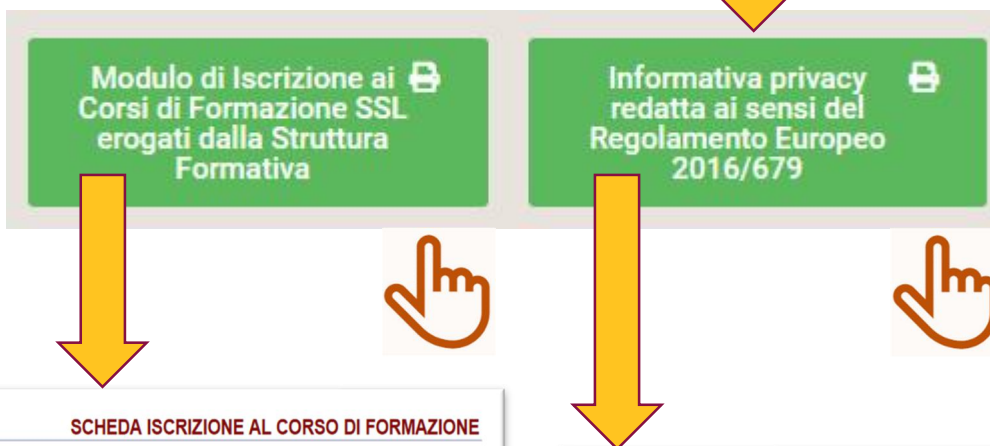 Modulo di Iscrizione ai
Corsi di Formazione SSL
erogati dalla Struttura
Formativa
Informativa privacy
redatta ai sensi del
Regolamento Europeo
2016/679
SCHEDA ISCRIZIONE AL CORSO DI FORMAZIONE